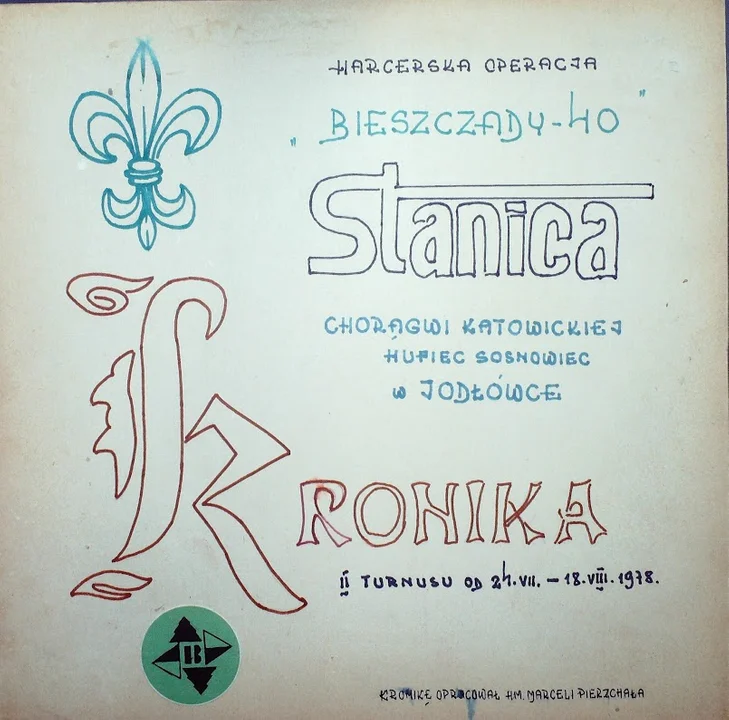 HARCERSKA OPERACJA
„BIESZCZADY-40"
Stanica
CHORĄGWI KATOWICKIEJ
HUFIEC SOSNOWIEC
w JODŁÓWCE
KRONIKA
II TURNUSU OD 24.VII. – 18.VIII.1978.
B
KRONIKĘ OPRACOWAŁ HM. MARCELI PIERZCHAŁA